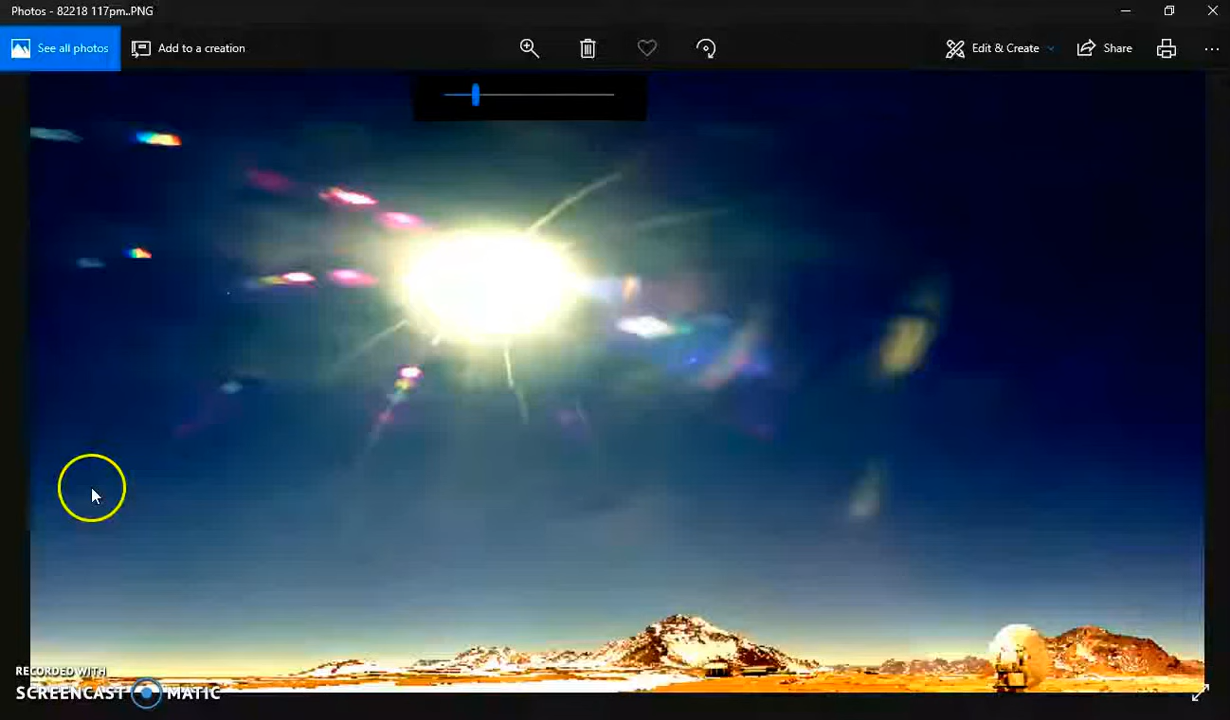 Photos - 82218 117pm..PNG
See all photos
Add to a creation
Edit & Create
Share
RECORDED WITH
SCREENCAST MATIC